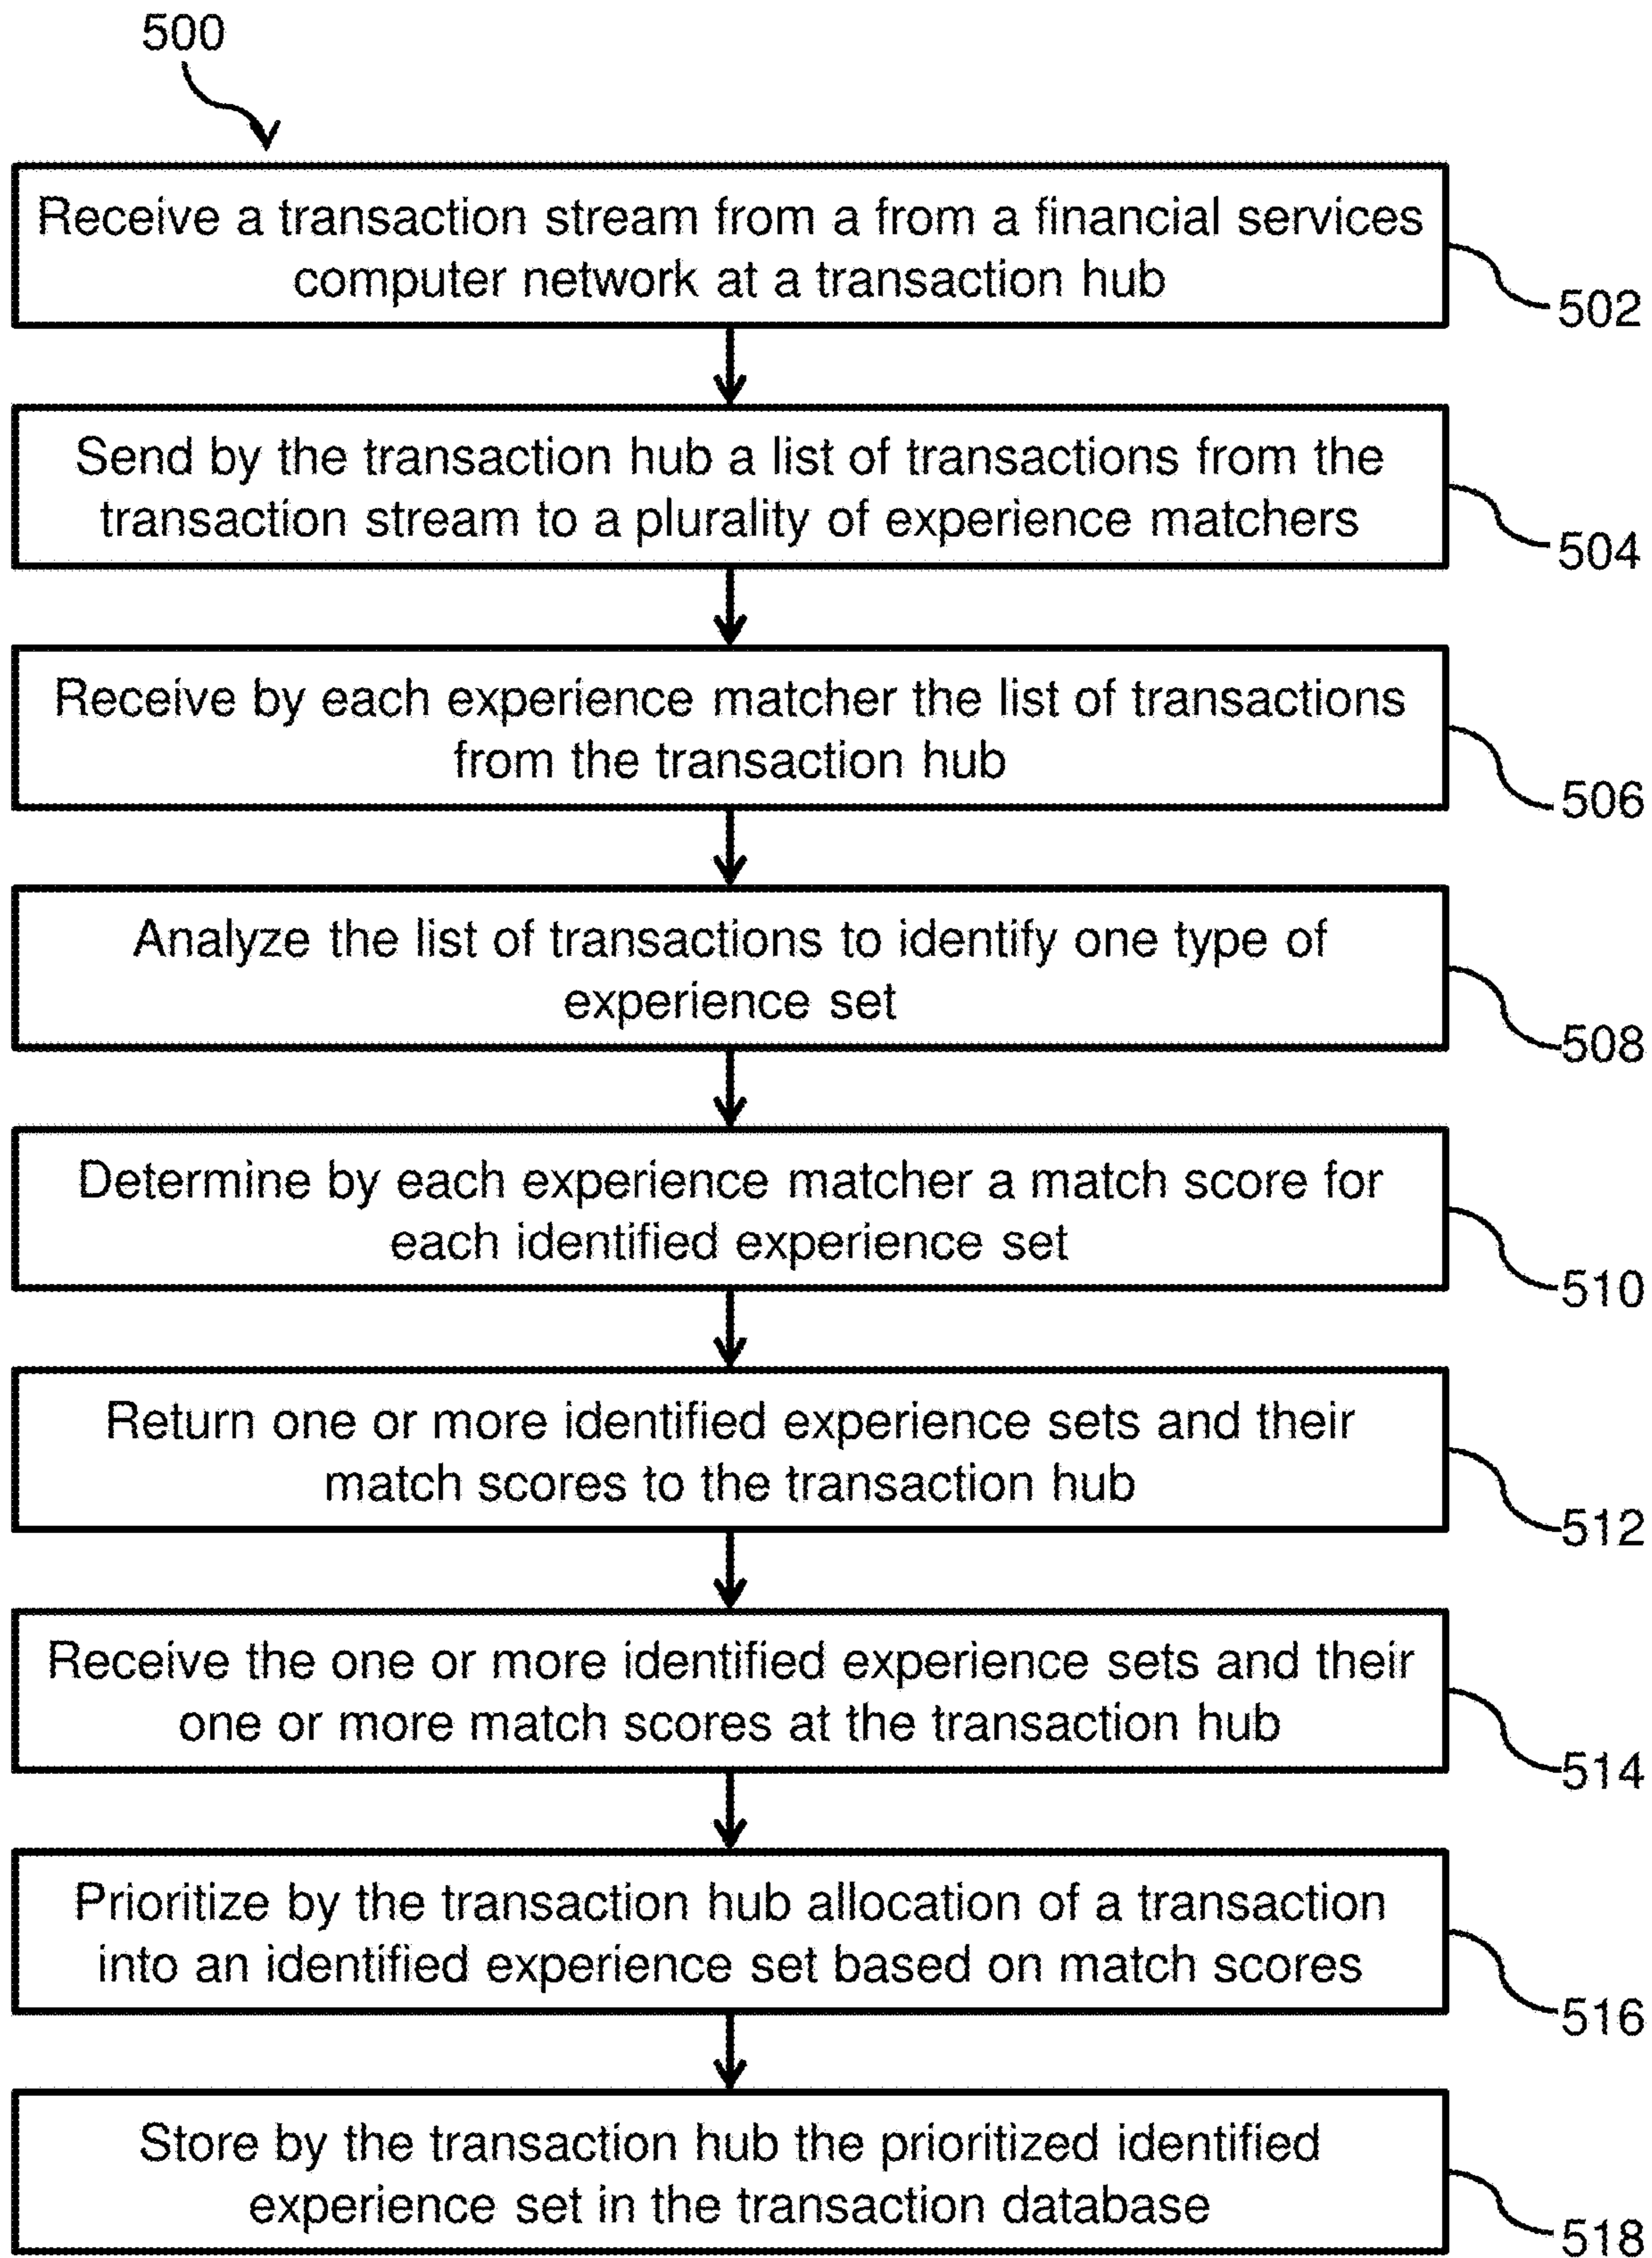 500
Receive a transaction stream from a from a financial services
computer network at a transaction hub
502
Send by the transaction hub a list of transactions from the
transaction stream to a plurality of experience matchers
504
Receive by each experience matcher the list of transactions
from the transaction hub
506
Analyze the list of transactions to identify one type of
experience set
508
Determine by each experience matcher a match score for
each identified experience set
510
Return one or more identified experience sets and their
match scores to the transaction hub
512
Receive the one or more identified experience sets and their
one or more match scores at the transaction hub
514
Prioritize by the transaction hub allocation of a transaction
into an identified experience set based on match scores
516
Store by the transaction hub the prioritized identified
experience set in the transaction database
518